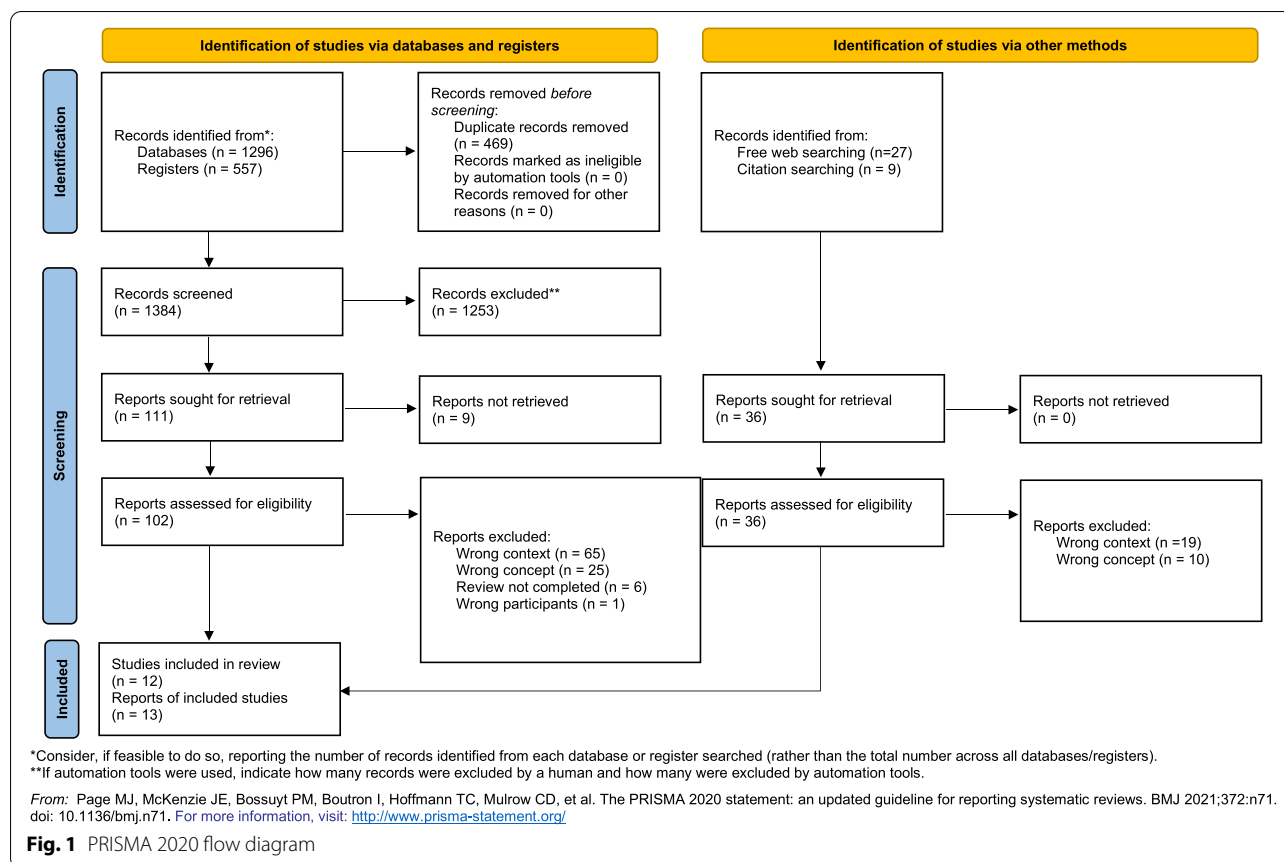 Identification of studies via databases and registers
Identification of studies via other methods
Identification
Records identified from*:
Databases (n = 1296)
Registers (n = 557)
Records removed before
screening:
Duplicate records removed
(n = 469)
Records marked as ineligible
by automation tools (n = 0)
Records removed for other
reasons (n = 0)
Records identified from:
Free web searching (n=27)
Citation searching (n = 9)
Screening
Records screened
(n = 1384)
Records excluded**
(n = 1253)
Reports sought for retrieval
(n = 111)
Reports not retrieved
(n = 9)
Reports sought for retrieval
(n = 36)
Reports not retrieved
(n = 0)
Reports assessed for eligibility
(n = 102)
Reports excluded:
Wrong context (n = 65)
Wrong concept (n = 25)
Review not completed (n = 6)
Wrong participants (n = 1)
Reports assessed for eligibility
(n = 36)
Reports excluded:
Wrong context (n =19)
Wrong concept (n = 10)
Included
Studies included in review
(n = 12)
Reports of included studies
(n = 13)
*Consider, if feasible to do so, reporting the number of records identified from each database or register searched (rather than the total number across all databases/registers).
**If automation tools were used, indicate how many records were excluded by a human and how many were excluded by automation tools.
From: Page MJ, McKenzie JE, Bossuyt PM, Boutron I, Hoffmann TC, Mulrow CD, et al. The PRISMA 2020 statement: an updated guideline for reporting systematic reviews. BMJ 2021;372:n71.
doi: 10.1136/bmj.n71. For more information, visit: http://www.prisma-statement.org/
Fig. 1 PRISMA 2020 flow diagram